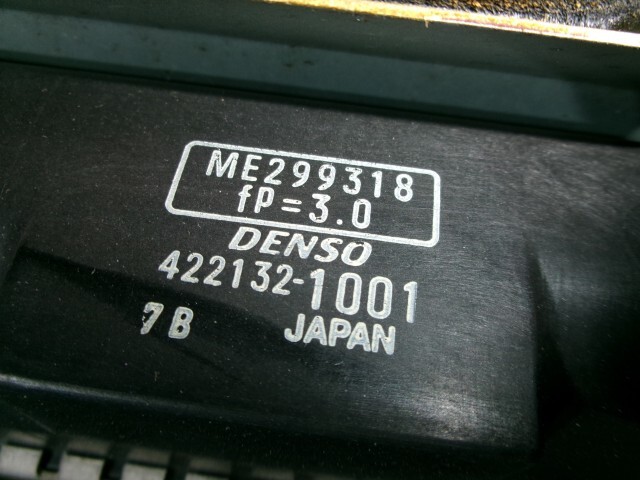 ME299318
fP=3.0
DENSO
422132-1001
7B JAPAN